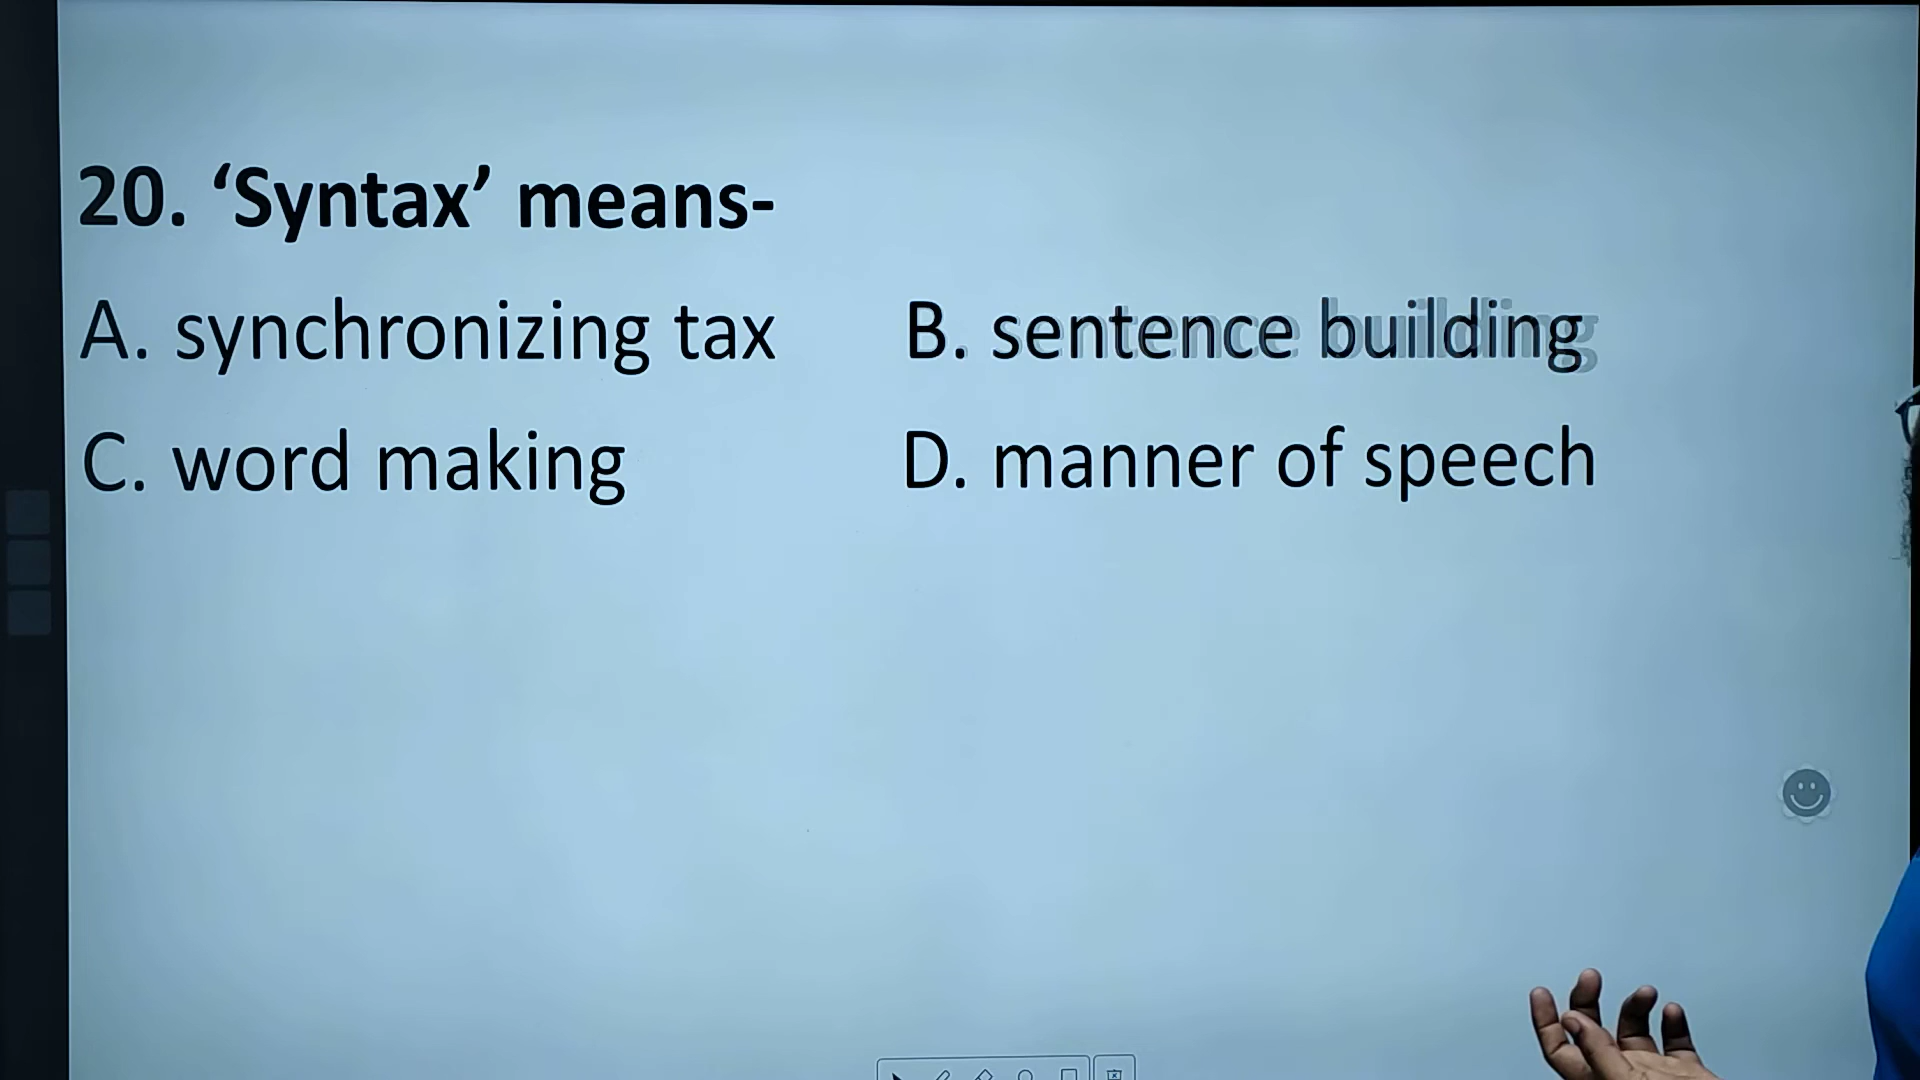 20. ‘Syntax’ means-
A. synchronizing tax B. sentence building
C. word making D. manner of speech